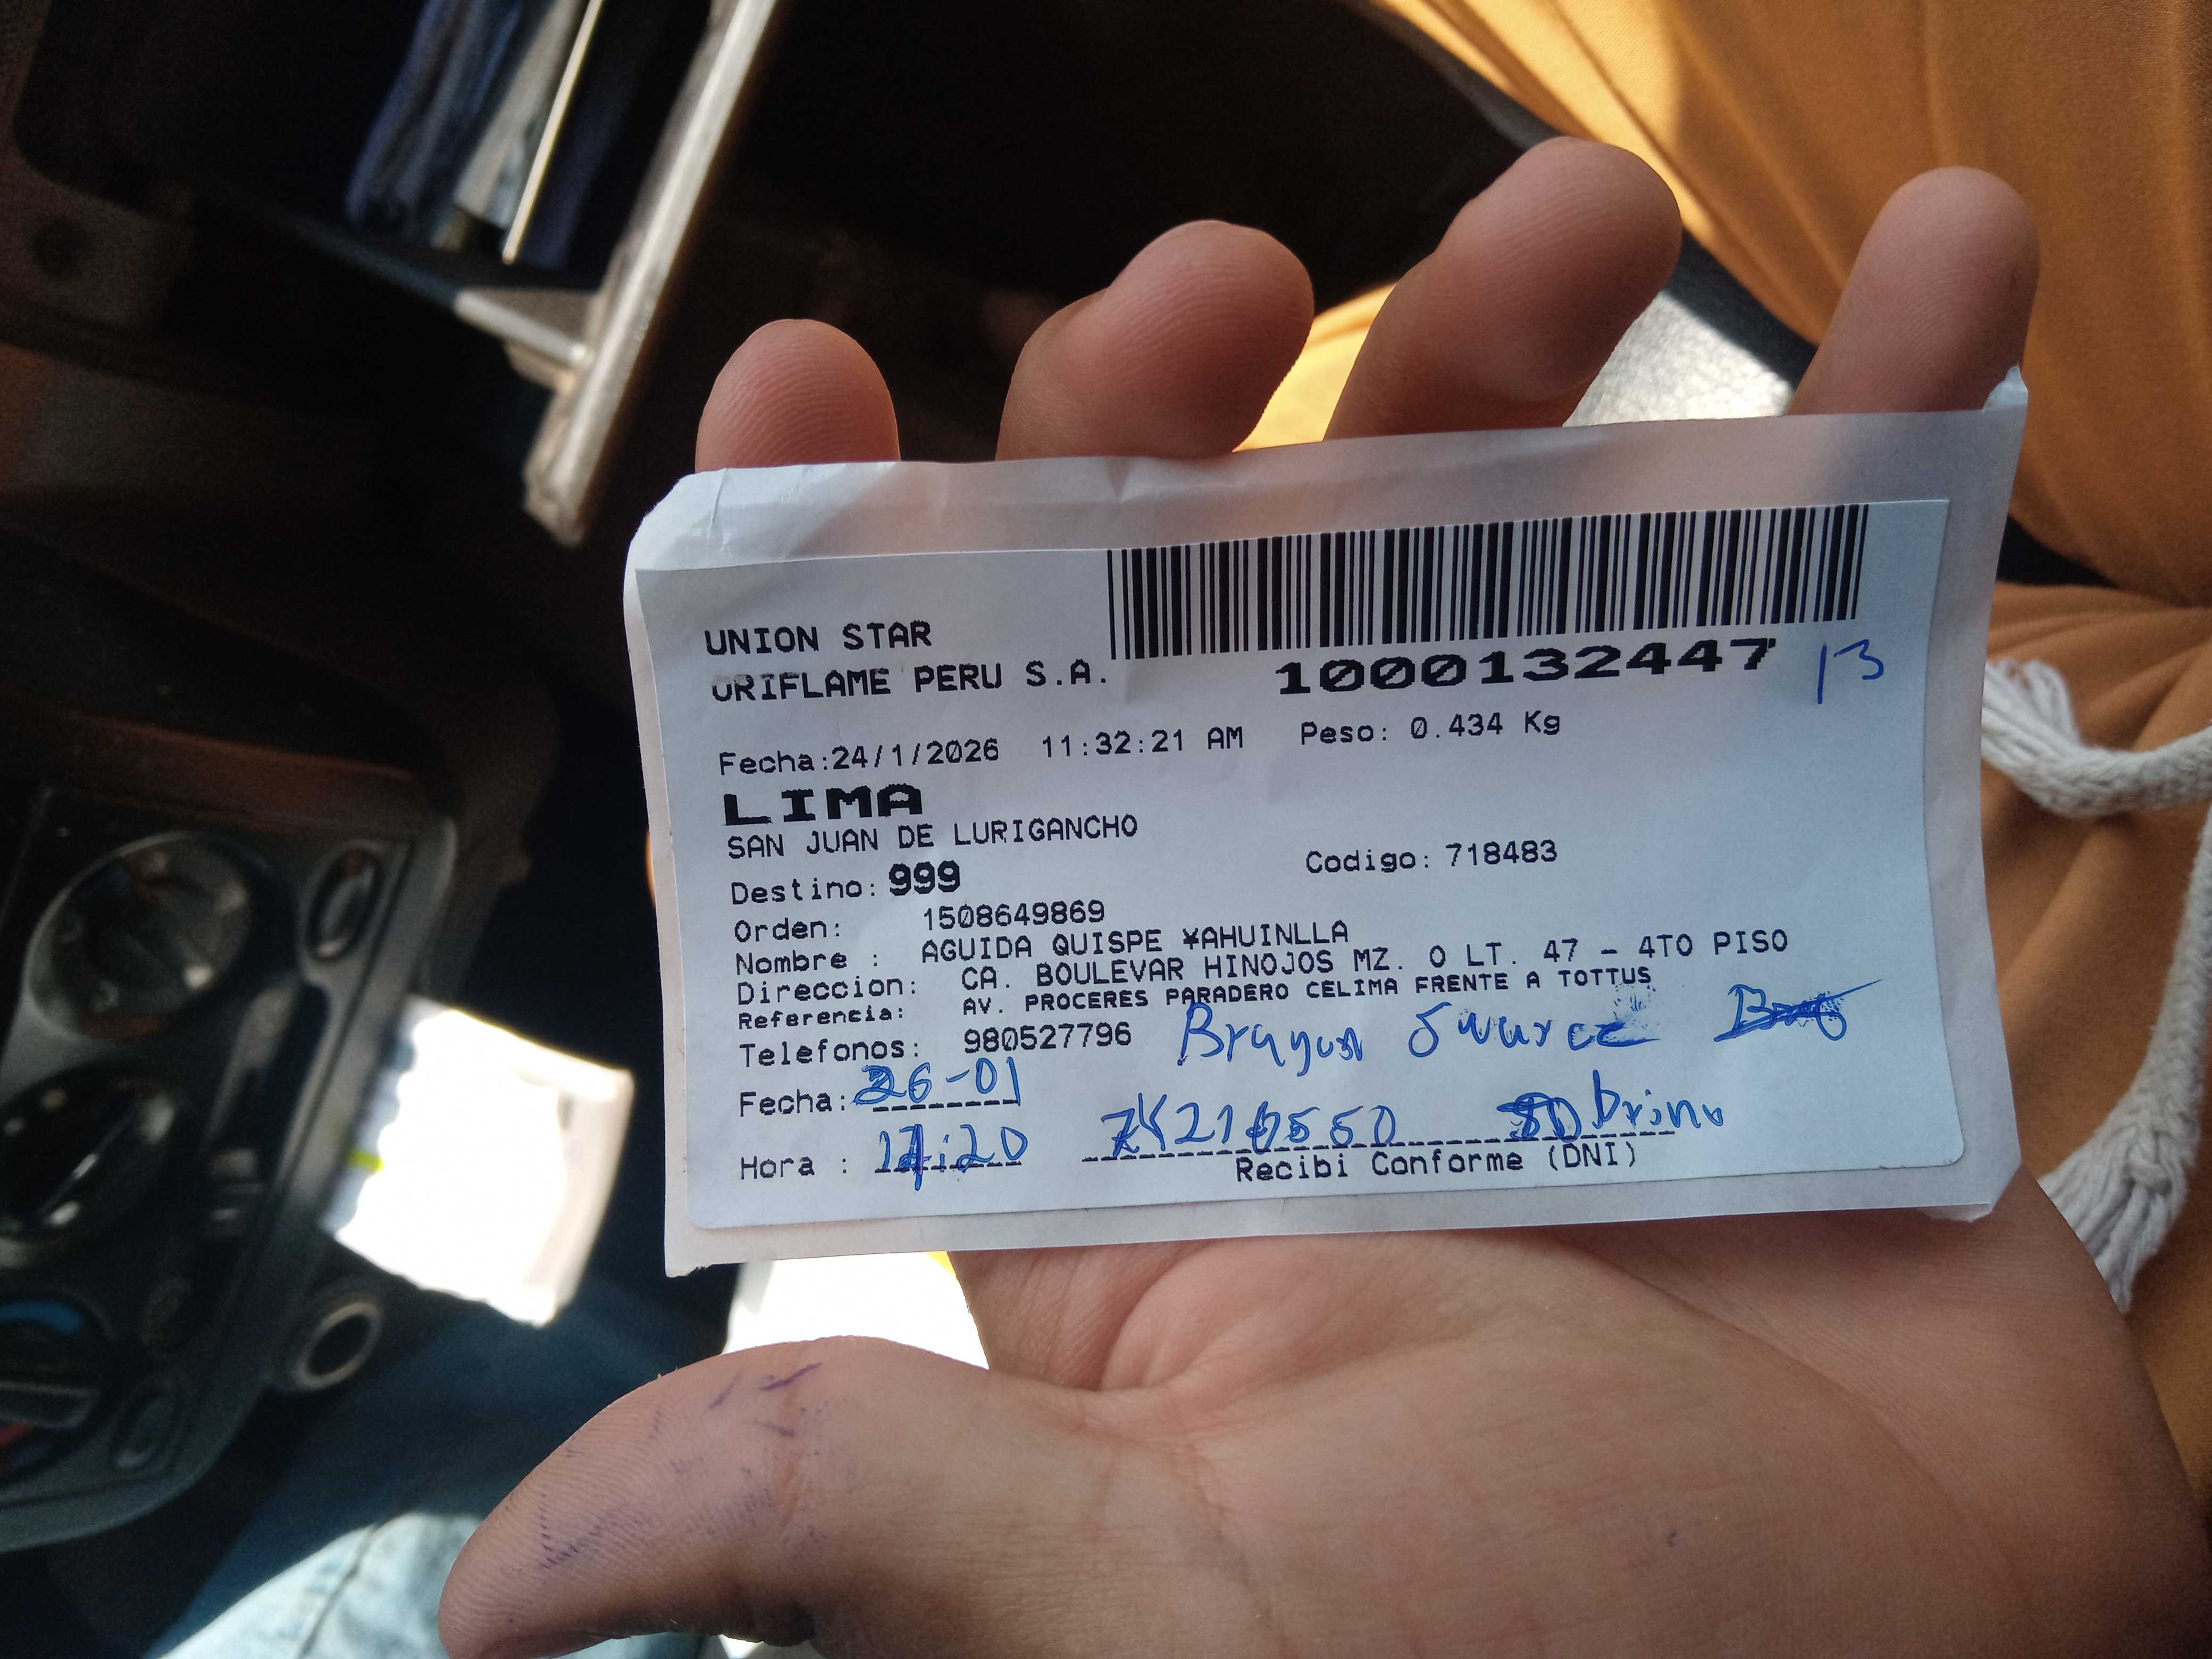 UNION STAR
ORIFLAME PERU S.A.
1000132447 13
Fecha:24/1/2026 11:32:21 AM Peso: 0.434 Kg
LIMA
SAN JUAN DE LURIGANCHO
Destino: 999 Codigo: 718483
Orden: 1508649869
Nombre : AGUIDA QUISPE ¥AHUINLLA
Direccion: CA. BOULEVAR HINOJOS MZ. O LT. 47 - 4TO PISO
Referencia: AV. PROCERES PARADERO CELIMA FRENTE A TOTTUS
Telefonos: 980527796 Brayan Suarez
Fecha: 26-01
Hora :
Recibi Conforme (DNI)